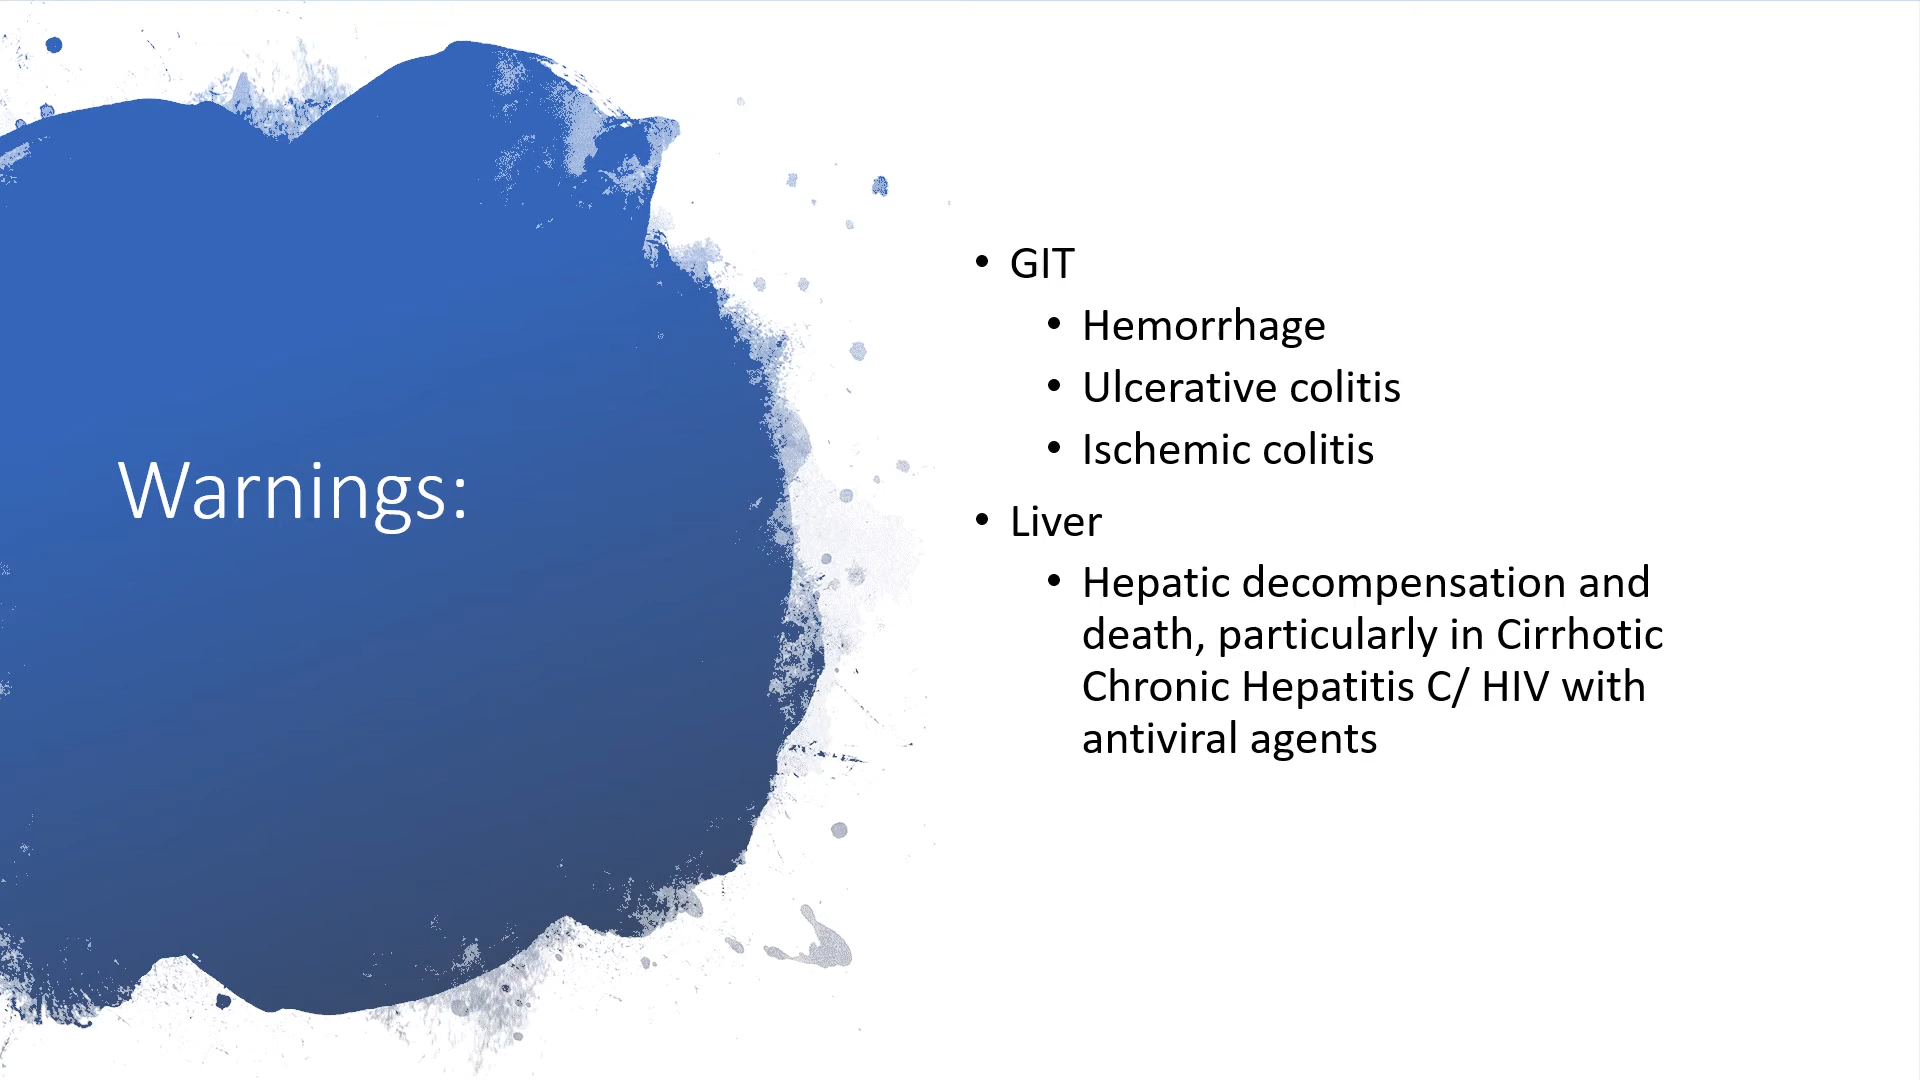 Warnings:
• GIT
• Hemorrhage
• Ulcerative colitis
• Ischemic colitis
• Liver
• Hepatic decompensation and
death, particularly in Cirrhotic
Chronic Hepatitis C/ HIV with
antiviral agents